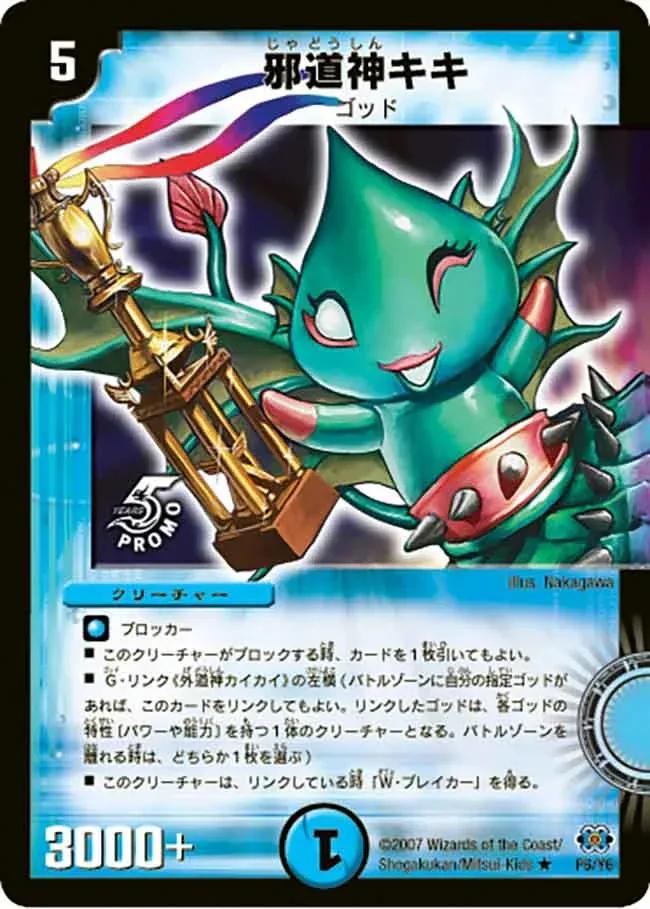 5
じゃどうしん
邪道神キキ
ゴッド
5 YEARS
PROMO
illus. Nakagawa
クリーチャー
ブロッカー
■ このクリーチャーがブロックする時、カードを1枚引いてもよい。
■ G・リンク《外道神カイカイ》の左横(バトルゾーンに自分の指定ゴッドが
あれば、このカードをリンクしてもよい。リンクしたゴッドは、各ゴッドの
特性[パワーや能力]を持つ1体のクリーチャーとなる。バトルゾーンを
離れる時は、どちらか1枚を選ぶ)
■ このクリーチャーは、リンクしている時「W・ブレイカー」を得る。
3000+
1
©2007 Wizards of the Coast/
Shogakukan/Mitsui-Kids ★
P6/Y6